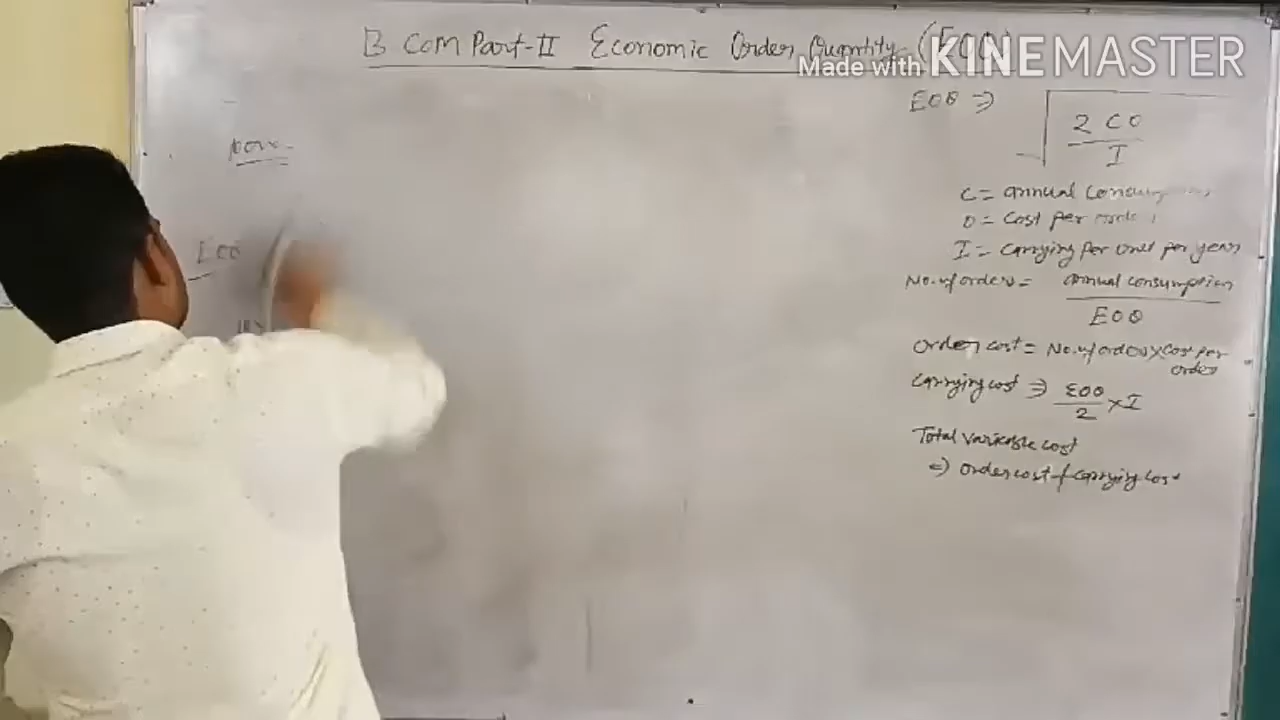 B Com Part-II Economic Order Quantity (EOQ)
Made with KINEMASTER
EOQ ⇒ √ 2 CO
I
C = annual
O = Cost per
I = Carrying Per Unit per year
No. of orders = annual consumption
EOQ
Order cost = No. of orders × Cost per
order
Carrying cost ⇒ EOQ × I
2
Total variable cost
⇒ Order cost + carrying cost
EOQ